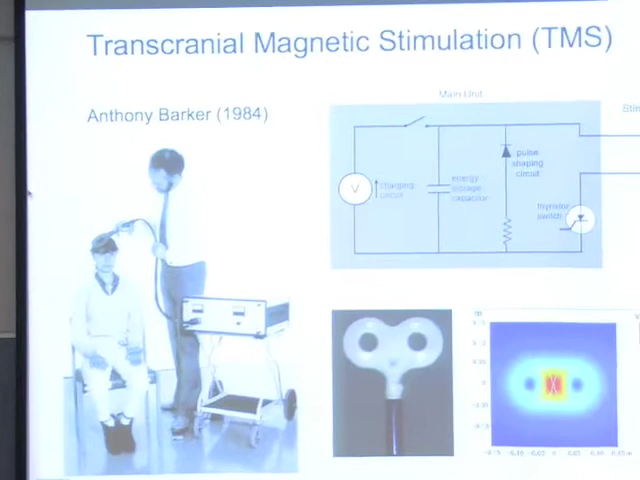 Transcranial Magnetic Stimulation (TMS)
Anthony Barker (1984)
Main Unit
Stim
V
charging
circuit
energy
storage
capacitor
pulse
shaping
circuit
thyristor
switch